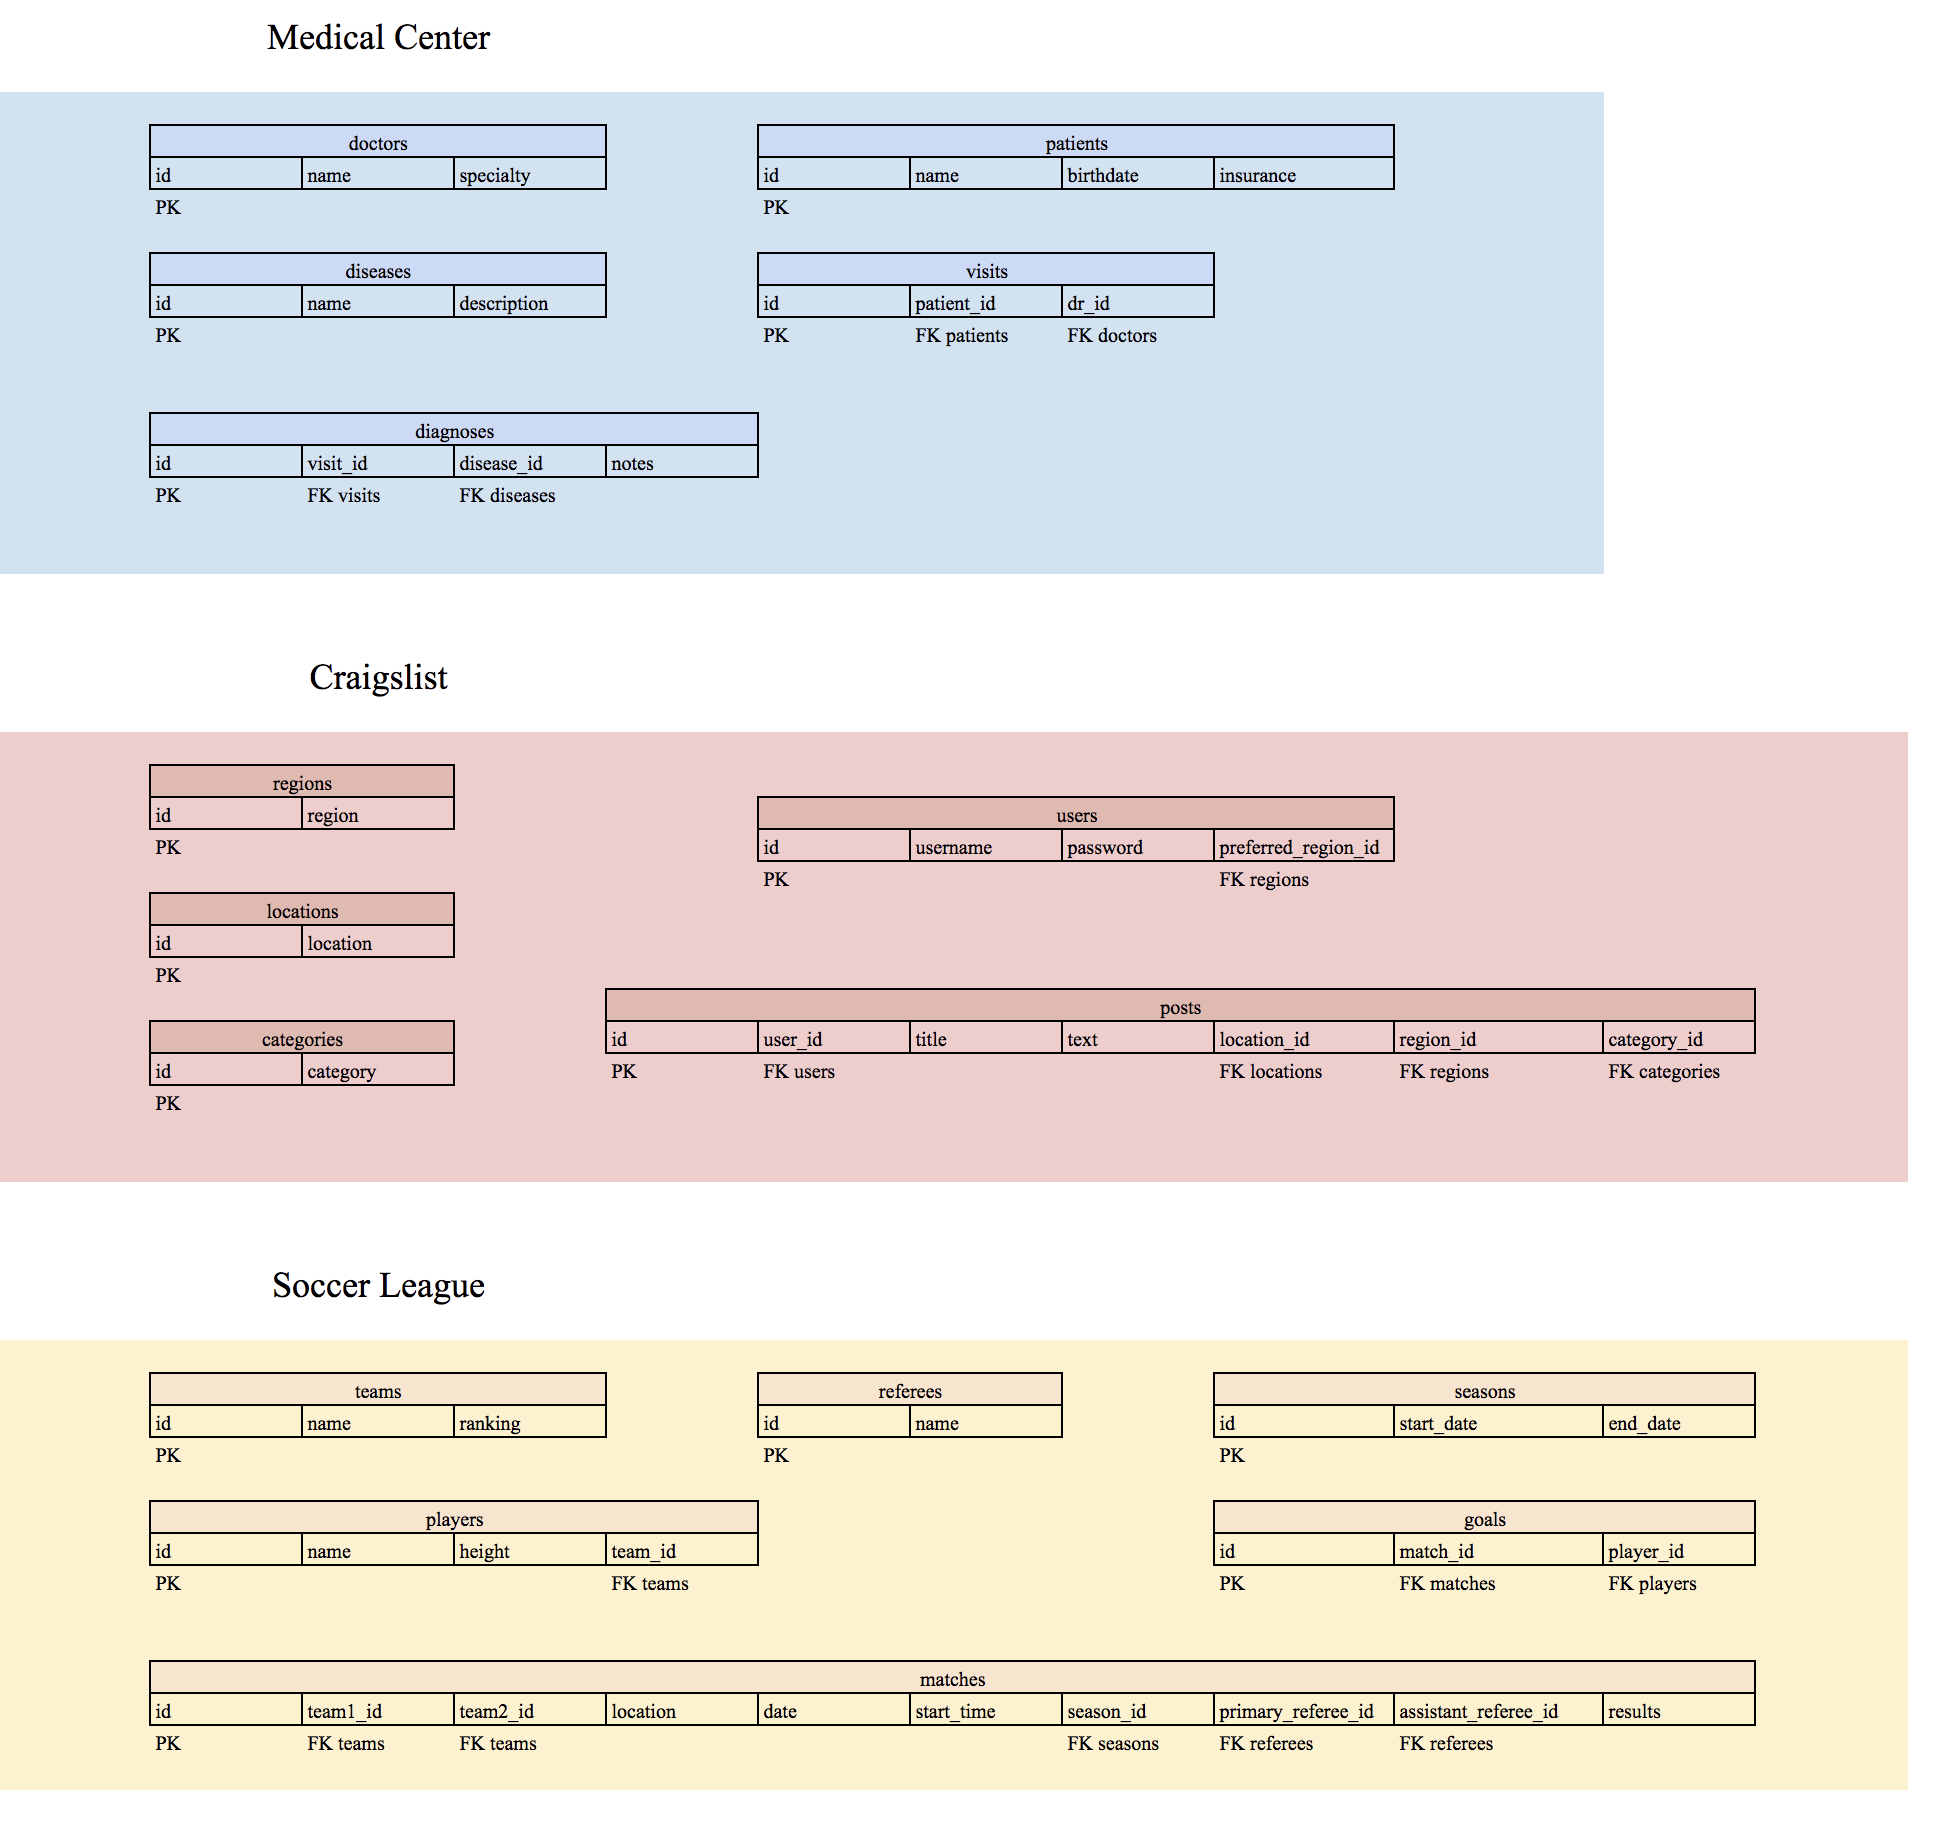 Medical Center
doctors
id name specialty
PK
patients
id name birthdate insurance
PK
diseases
id name description
PK
visits
id patient_id dr_id
PK FK patients FK doctors
diagnoses
id visit_id disease_id notes
PK FK visits FK diseases
Craigslist
regions
id region
PK
users
id username password preferred_region_id
PK FK regions
locations
id location
PK
categories
id category
PK
posts
id user_id title text location_id region_id category_id
PK FK users FK locations FK regions FK categories
Soccer League
teams
id name ranking
PK
referees
id name
PK
seasons
id start_date end_date
PK
players
id name height team_id
PK FK teams
goals
id match_id player_id
PK FK matches FK players
matches
id team1_id team2_id location date start_time season_id primary_referee_id assistant_referee_id results
PK FK teams FK teams FK seasons FK referees FK referees